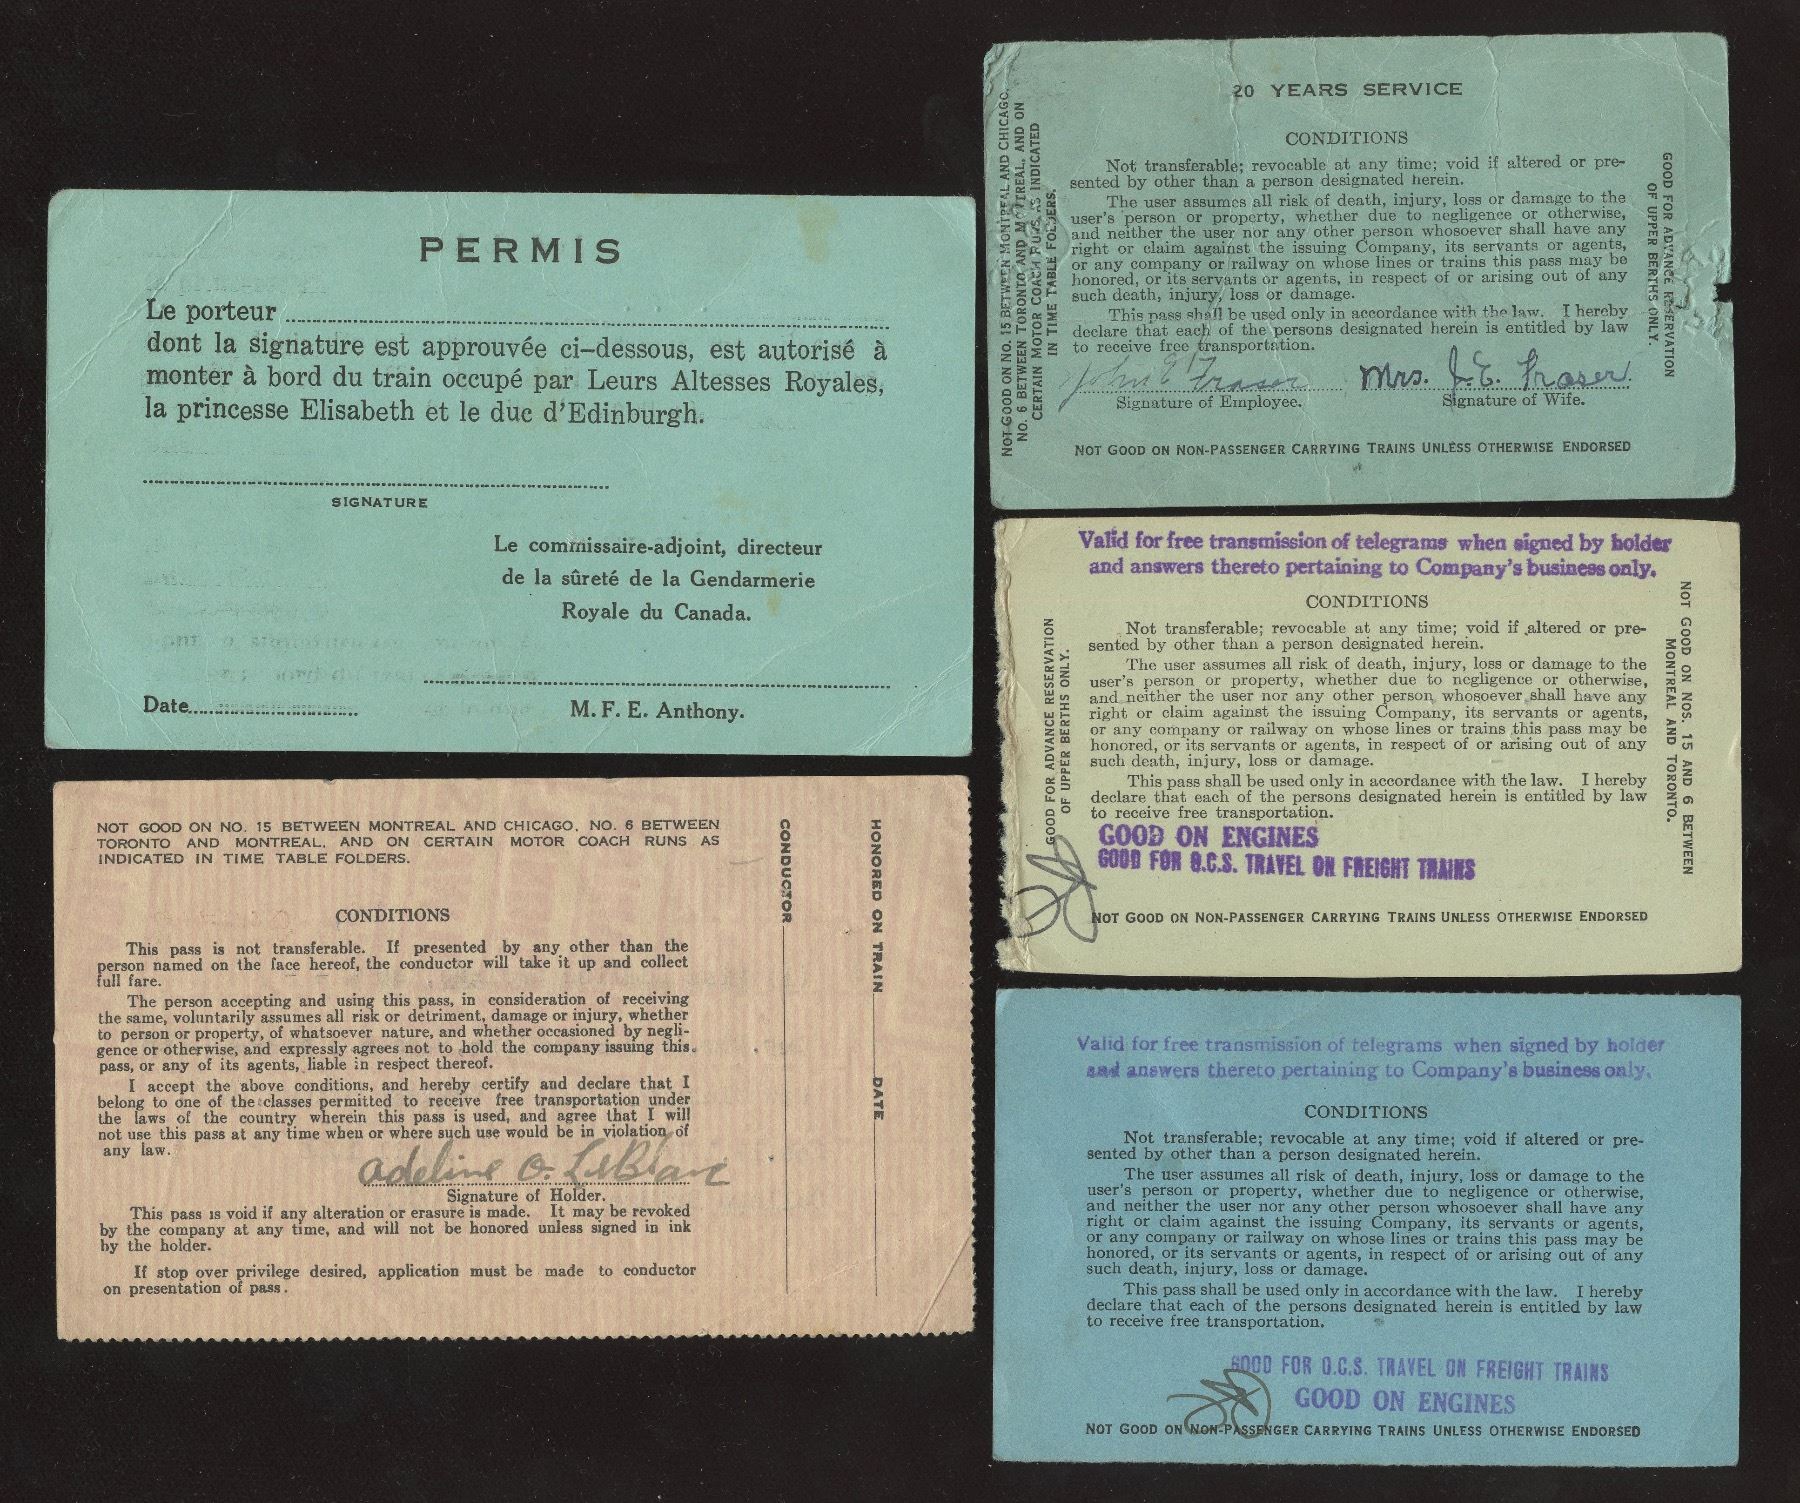 PERMIS
Le porteur
dont la signature est approuvée ci-dessous, est autorisé à
monter à bord du train occupé par Leurs Altesses Royales,
la princesse Elisabeth et le duc d'Edinburgh.
SIGNATURE
Le commissaire-adjoint, directeur
de la sûreté de la Gendarmerie
Royale du Canada.
Date
M. F. E. Anthony.
NOT GOOD ON NO. 15 BETWEEN MONTREAL AND CHICAGO, NO. 6 BETWEEN
TORONTO AND MONTREAL, AND ON CERTAIN MOTOR COACH RUNS AS
INDICATED IN TIME TABLE FOLDERS.
CONDITIONS
This pass is not transferable. If presented by any other than the
person named on the face hereof, the conductor will take it up and collect
full fare.
The person accepting and using this pass, in consideration of receiving
the same, voluntarily assumes all risk or detriment, damage or injury, whether
to person or property, of whatsoever nature, and whether occasioned by negli-
gence or otherwise, and expressly agrees not to hold the company issuing this
pass, or any of its agents, liable in respect thereof.
I accept the above conditions, and hereby certify and declare that I
belong to one of the classes permitted to receive free transportation under
the laws of the country wherein this pass is used, and agree that I will
not use this pass at any time when or where such use would be in violation of
any law.
Adeline O. LeBlanc
Signature of Holder.
This pass is void if any alteration or erasure is made. It may be revoked
by the company at any time, and will not be honored unless signed in ink
by the holder.
If stop over privilege desired, application must be made to conductor
on presentation of pass.
CONDUCTOR
HONORED ON TRAIN DATE
20 YEARS SERVICE
CONDITIONS
Not transferable; revocable at any time; void if altered or pre-
sented by other than a person designated herein.
The user assumes all risk of death, injury, loss or damage to the
user's person or property, whether due to negligence or otherwise,
and neither the user nor any other person whosoever shall have any
right or claim against the issuing Company, its servants or agents,
or any company or railway on whose lines or trains this pass may be
honored, or its servants or agents, in respect of or arising out of any
such death, injury, loss or damage.
This pass shall be used only in accordance with the law. I hereby
declare that each of the persons designated herein is entitled by law
to receive free transportation.
John E Fraser Mrs. J. E. Fraser
Signature of Employee. Signature of Wife.
NOT GOOD ON NON-PASSENGER CARRYING TRAINS UNLESS OTHERWISE ENDORSED
NOT GOOD ON NO. 15 BETWEEN MONTREAL AND CHICAGO,
NO. 6 BETWEEN TORONTO AND MONTREAL, AND ON
CERTAIN MOTOR COACH RUNS AS INDICATED
IN TIME TABLE FOLDERS.
GOOD FOR ADVANCE RESERVATION
OF UPPER BERTHS ONLY.
Valid for free transmission of telegrams when signed by holder
and answers thereto pertaining to Company's business only.
CONDITIONS
Not transferable; revocable at any time; void if altered or pre-
sented by other than a person designated herein.
The user assumes all risk of death, injury, loss or damage to the
user's person or property, whether due to negligence or otherwise,
and neither the user nor any other person whosoever shall have any
right or claim against the issuing Company, its servants or agents,
or any company or railway on whose lines or trains this pass may be
honored, or its servants or agents, in respect of or arising out of any
such death, injury, loss or damage.
This pass shall be used only in accordance with the law. I hereby
declare that each of the persons designated herein is entitled by law
to receive free transportation.
GOOD ON ENGINES
GOOD FOR O.C.S. TRAVEL ON FREIGHT TRAINS
NOT GOOD ON NON-PASSENGER CARRYING TRAINS UNLESS OTHERWISE ENDORSED
GOOD FOR ADVANCE RESERVATION
OF UPPER BERTHS ONLY.
NOT GOOD ON NOS. 15 AND 6 BETWEEN
MONTREAL AND TORONTO.
Valid for free transmission of telegrams when signed by holder
and answers thereto pertaining to Company's business only.
CONDITIONS
Not transferable; revocable at any time; void if altered or pre-
sented by other than a person designated herein.
The user assumes all risk of death, injury, loss or damage to the
user's person or property, whether due to negligence or otherwise,
and neither the user nor any other person whosoever shall have any
right or claim against the issuing Company, its servants or agents,
or any company or railway on whose lines or trains this pass may be
honored, or its servants or agents, in respect of or arising out of any
such death, injury, loss or damage.
This pass shall be used only in accordance with the law. I hereby
declare that each of the persons designated herein is entitled by law
to receive free transportation.
GOOD FOR O.C.S. TRAVEL ON FREIGHT TRAINS
GOOD ON ENGINES
NOT GOOD ON NON-PASSENGER CARRYING TRAINS UNLESS OTHERWISE ENDORSED